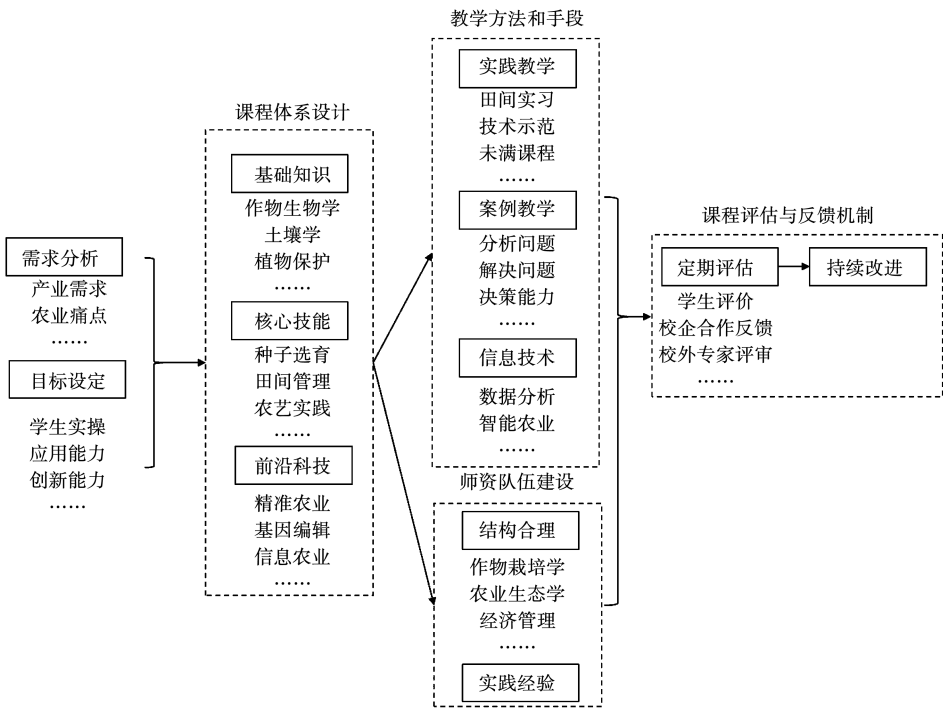 需求分析
产业需求
农业痛点
……
目标设定
学生实操
应用能力
创新能力
……
课程体系设计
基础知识
作物生物学
土壤学
植物保护
……
核心技能
种子选育
田间管理
农艺实践
……
前沿科技
精准农业
基因编辑
信息农业
……
教学方法和手段
实践教学
田间实习
技术示范
未满课程
……
案例教学
分析问题
解决问题
决策能力
……
信息技术
数据分析
智能农业
……
师资队伍建设
结构合理
作物栽培学
农业生态学
经济管理
……
实践经验
课程评估与反馈机制
定期评估
持续改进
学生评价
校企合作反馈
校外专家评审
……